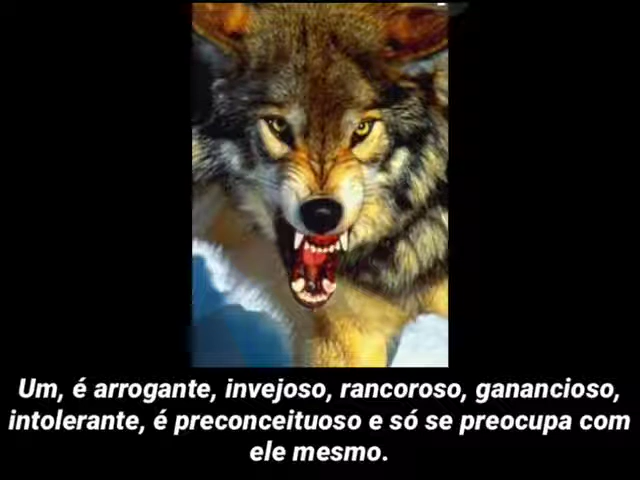 Um, é arrogante, invejoso, rancoroso, ganancioso,
intolerante, é preconceituoso e só se preocupa com
ele mesmo.